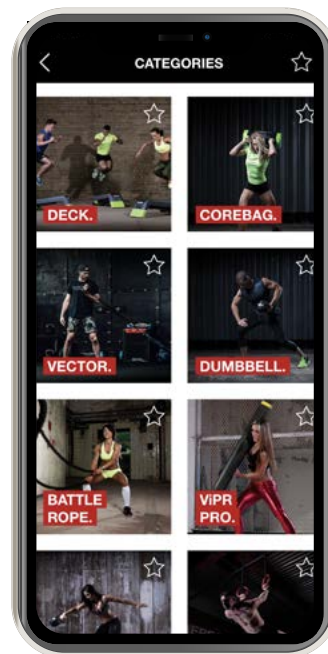 CATEGORIES
DECK.
COREBAG.
VECTOR.
DUMBBELL.
BATTLE
ROPE.
ViPR
PRO.